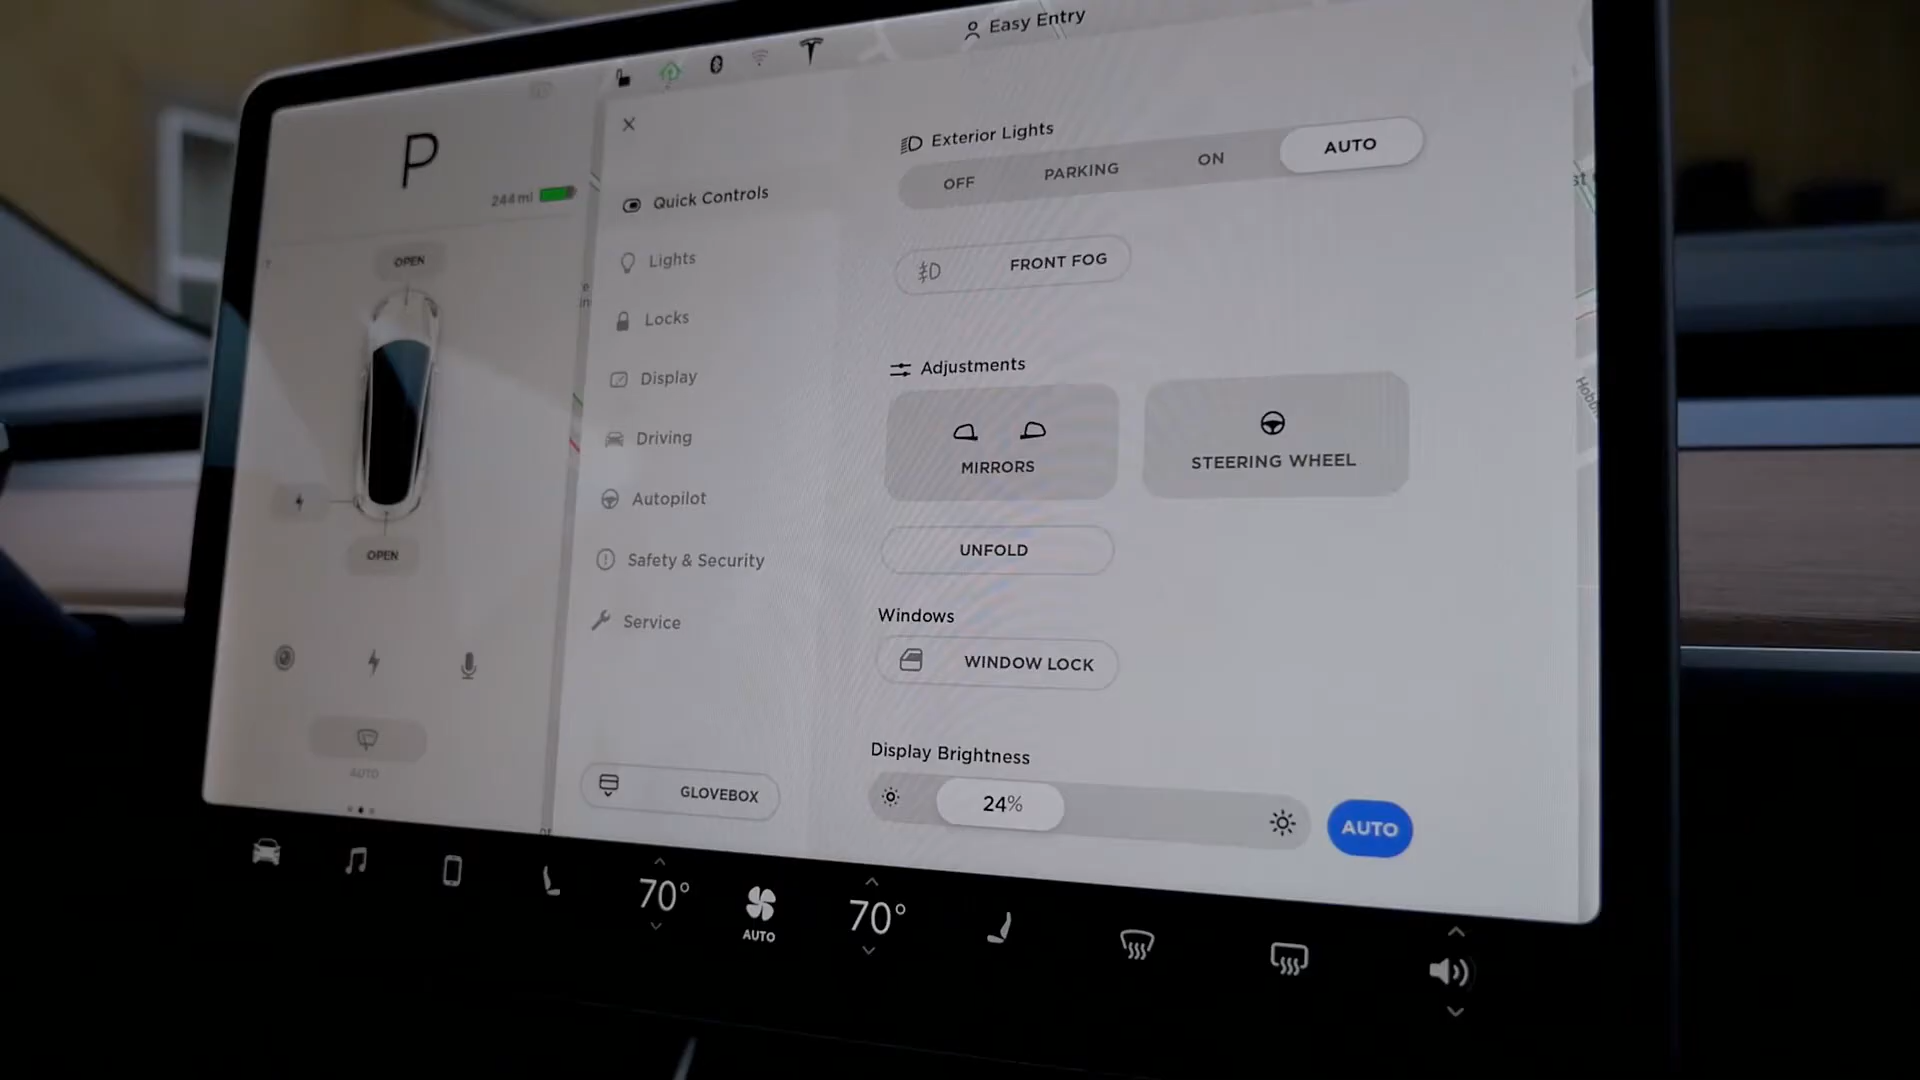 Easy Entry
P
244 mi
OPEN
OPEN
AUTO
Quick Controls
Lights
Locks
Display
Driving
Autopilot
Safety & Security
Service
GLOVEBOX
Exterior Lights
OFF PARKING ON AUTO
FRONT FOG
Adjustments
MIRRORS
STEERING WHEEL
UNFOLD
Windows
WINDOW LOCK
Display Brightness
24%
AUTO
70°
AUTO
70°